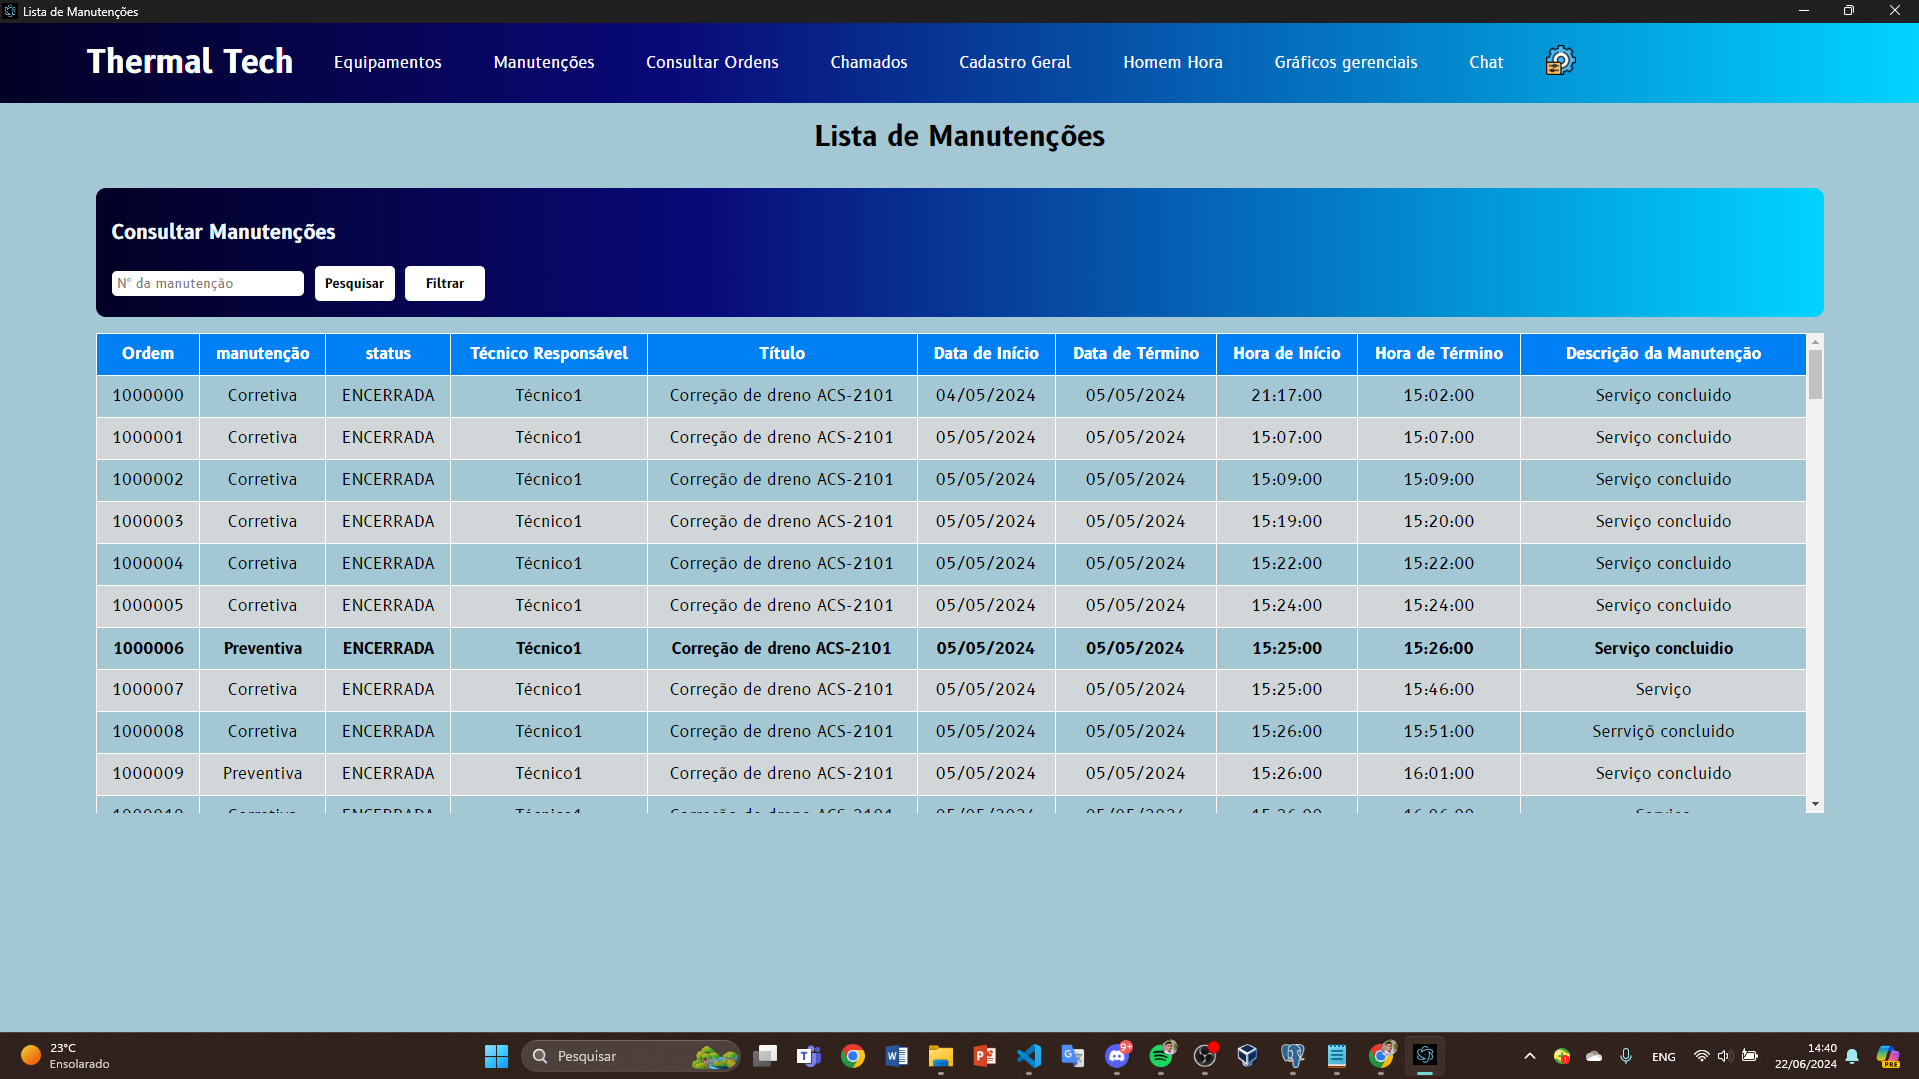 Lista de Manutenções
Thermal Tech Equipamentos Manutenções Consultar Ordens Chamados Cadastro Geral Homem Hora Gráficos gerenciais Chat
Lista de Manutenções
Consultar Manutenções
N° da manutenção Pesquisar Filtrar
Ordem manutenção status Técnico Responsável Título Data de Início Data de Término Hora de Início Hora de Término Descrição da Manutenção
1000000 Corretiva ENCERRADA Técnico1 Correção de dreno ACS-2101 04/05/2024 05/05/2024 21:17:00 15:02:00 Serviço concluido
1000001 Corretiva ENCERRADA Técnico1 Correção de dreno ACS-2101 05/05/2024 05/05/2024 15:07:00 15:07:00 Serviço concluido
1000002 Corretiva ENCERRADA Técnico1 Correção de dreno ACS-2101 05/05/2024 05/05/2024 15:09:00 15:09:00 Serviço concluido
1000003 Corretiva ENCERRADA Técnico1 Correção de dreno ACS-2101 05/05/2024 05/05/2024 15:19:00 15:20:00 Serviço concluido
1000004 Corretiva ENCERRADA Técnico1 Correção de dreno ACS-2101 05/05/2024 05/05/2024 15:22:00 15:22:00 Serviço concluido
1000005 Corretiva ENCERRADA Técnico1 Correção de dreno ACS-2101 05/05/2024 05/05/2024 15:24:00 15:24:00 Serviço concluido
1000006 Preventiva ENCERRADA Técnico1 Correção de dreno ACS-2101 05/05/2024 05/05/2024 15:25:00 15:26:00 Serviço concluidio
1000007 Corretiva ENCERRADA Técnico1 Correção de dreno ACS-2101 05/05/2024 05/05/2024 15:25:00 15:46:00 Serviço
1000008 Corretiva ENCERRADA Técnico1 Correção de dreno ACS-2101 05/05/2024 05/05/2024 15:26:00 15:51:00 Serrviçõ concluido
1000009 Preventiva ENCERRADA Técnico1 Correção de dreno ACS-2101 05/05/2024 05/05/2024 15:26:00 16:01:00 Serviço concluido
23°C
Ensolarado
Pesquisar
9+
ENG
14:40
22/06/2024
PRE